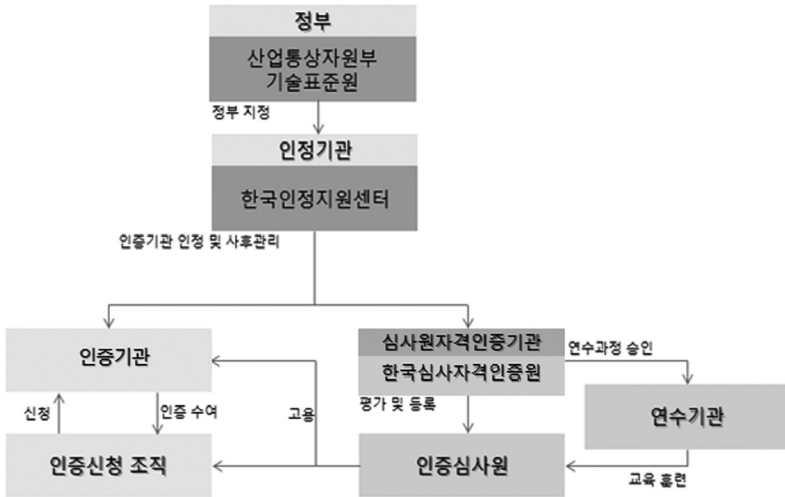 정부
산업통상자원부
기술표준원
정부 지정
인정기관
한국인정지원센터
인증기관 인정 및 사후관리
인증기관
심사원자격인증기관
한국심사자격인증원
연수과정 승인
신청
인증 수여
고용
평가 및 등록
연수기관
인증신청 조직
인증심사원
교육 훈련